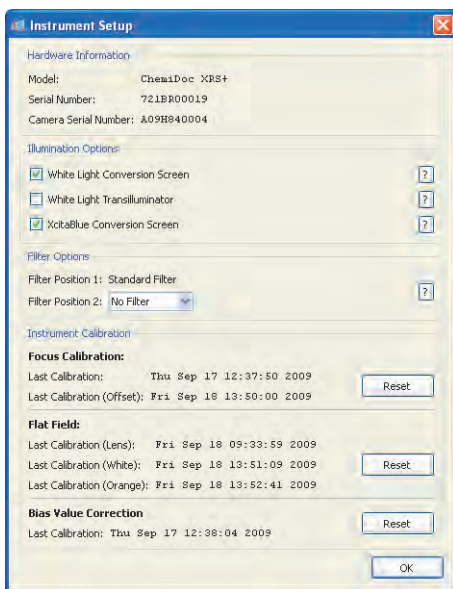 Instrument Setup
Hardware Information
Model: ChemiDoc XRS+
Serial Number: 721BR00019
Camera Serial Number: A09H840004
Illumination Options
White Light Conversion Screen ?
White Light Transilluminator ?
XcitaBlue Conversion Screen ?
Filter Options
Filter Position 1: Standard Filter
?
Filter Position 2: No Filter
Instrument Calibration
Focus Calibration:
Last Calibration: Thu Sep 17 12:37:50 2009
Reset
Last Calibration (Offset): Fri Sep 18 13:50:00 2009
Flat Field:
Last Calibration (Lens): Fri Sep 18 09:33:59 2009
Last Calibration (White): Fri Sep 18 13:51:09 2009 Reset
Last Calibration (Orange): Fri Sep 18 13:52:41 2009
Bias Value Correction
Reset
Last Calibration: Thu Sep 17 12:38:04 2009
OK